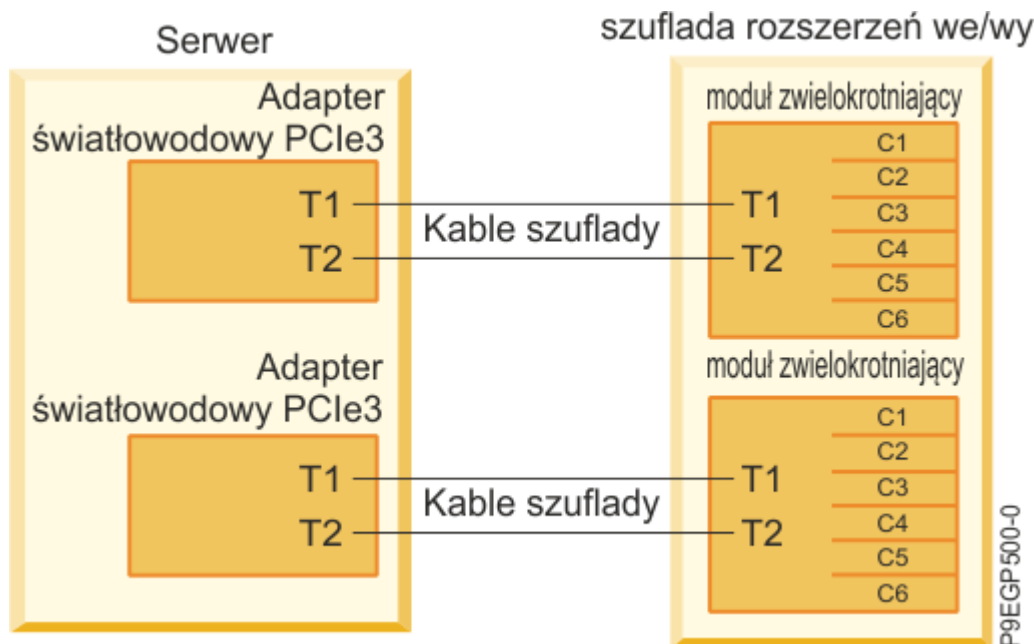 Serwer
Adapter
światłowodowy PCIe3
T1
T2
Kable szuflady
Adapter
światłowodowy PCIe3
T1
T2
Kable szuflady
szuflada rozszerzeń we/wy
moduł zwielokrotniający
T1
T2
C1
C2
C3
C4
C5
C6
moduł zwielokrotniający
T1
T2
C1
C2
C3
C4
C5
C6
P9EGP500-0